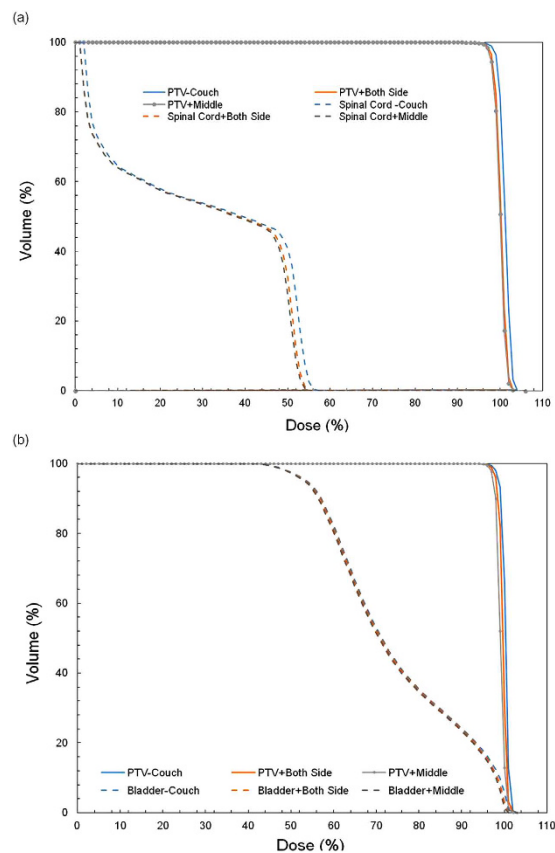 (a)
100
80
60
40
20
0
Volume (%)
PTV-Couch
PTV+Both Side
PTV+Middle
Spinal Cord -Couch
Spinal Cord+Both Side
Spinal Cord+Middle
0 10 20 30 40 50 60 70 80 90 100 110
Dose (%)
(b)
100
80
60
40
20
0
Volume (%)
PTV-Couch PTV+Both Side PTV+Middle
Bladder-Couch Bladder+Both Side Bladder+Middle
0 10 20 30 40 50 60 70 80 90 100 110
Dose (%)